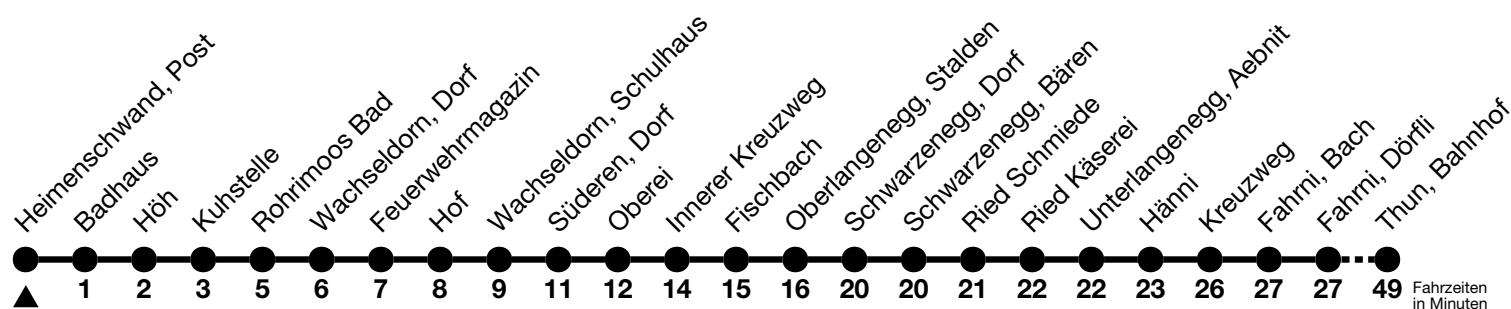 Heimenschwand, Post
Badhaus
Höh
Kuhstelle
Rohrimoos Bad
Wachseldorn, Dorf
Feuerwehrmagazin
Hof
Wachseldorn, Schulhaus
Süderen, Dorf
Oberei
Innerer Kreuzweg
Fischbach
Oberlangenegg, Stalden
Schwarzenegg, Dorf
Schwarzenegg, Bären
Ried Schmiede
Ried Käserei
Unterlangenegg, Aebnit
Hänni
Kreuzweg
Fahrni, Bach
Fahrni, Dörfli
Thun, Bahnhof
1 2 3 5 6 7 8 9 11 12 14 15 16 20 20 21 22 22 23 26 27 27 49
Fahrzeiten
in Minuten